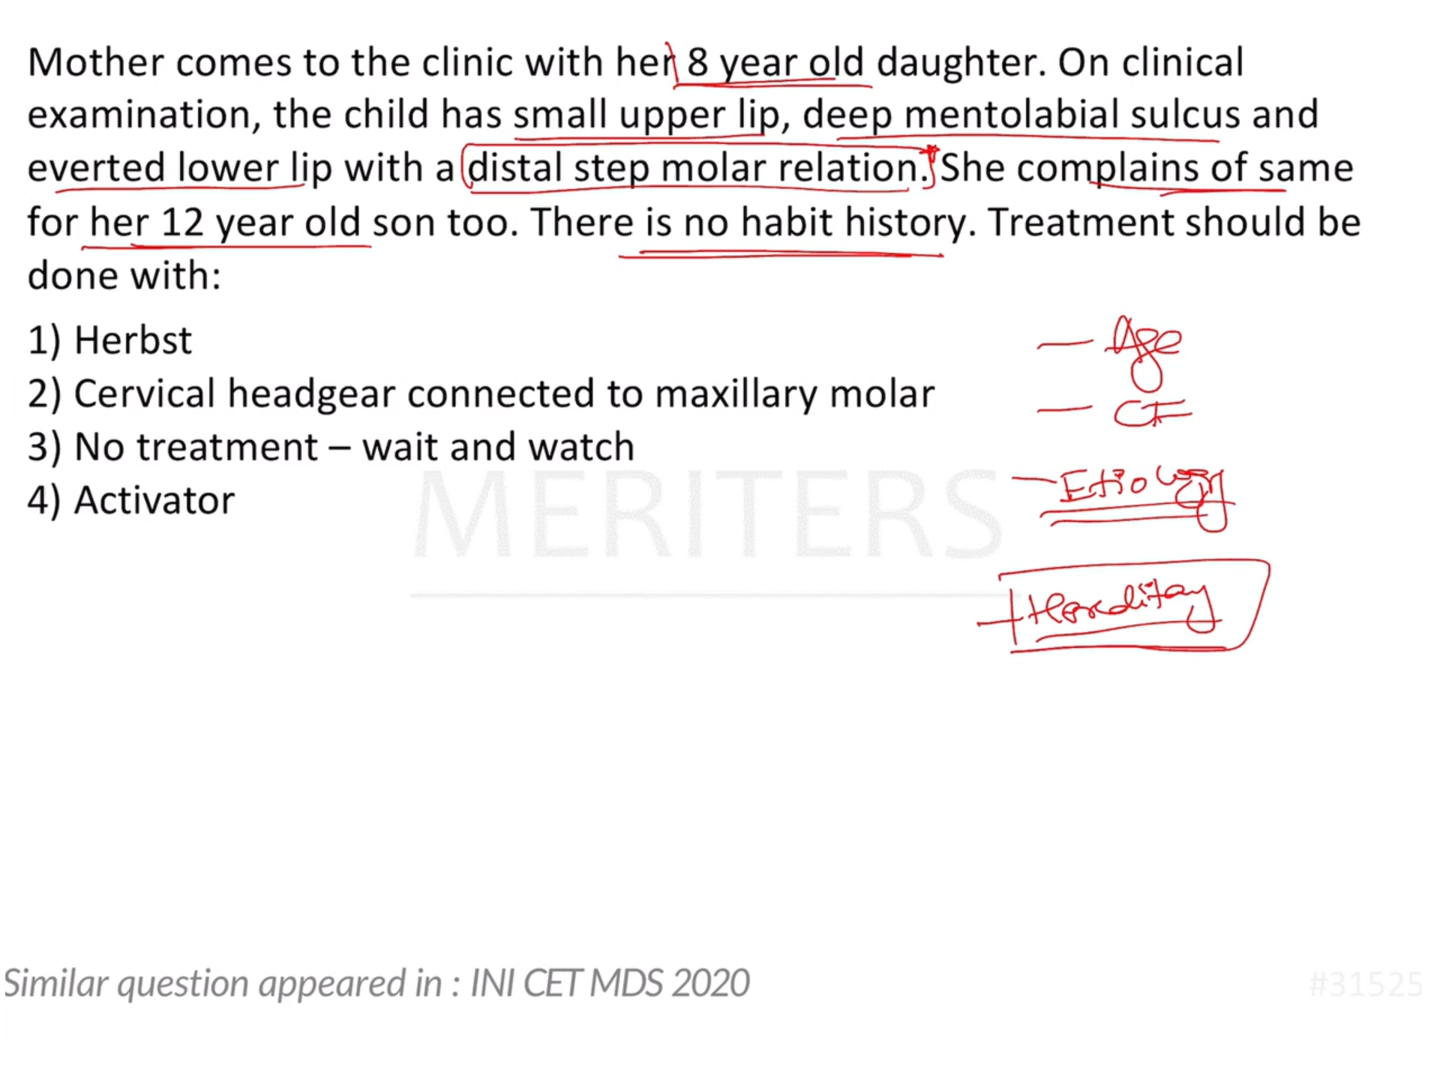 Mother comes to the clinic with her 8 year old daughter. On clinical
examination, the child has small upper lip, deep mentolabial sulcus and
everted lower lip with a distal step molar relation. She complains of same
for her 12 year old son too. There is no habit history. Treatment should be
done with:
1) Herbst
2) Cervical headgear connected to maxillary molar
3) No treatment – wait and watch
4) Activator
— Age
— CF
— Etiology
— Hereditay
MERITERS
Similar question appeared in : INI CET MDS 2020
#31525